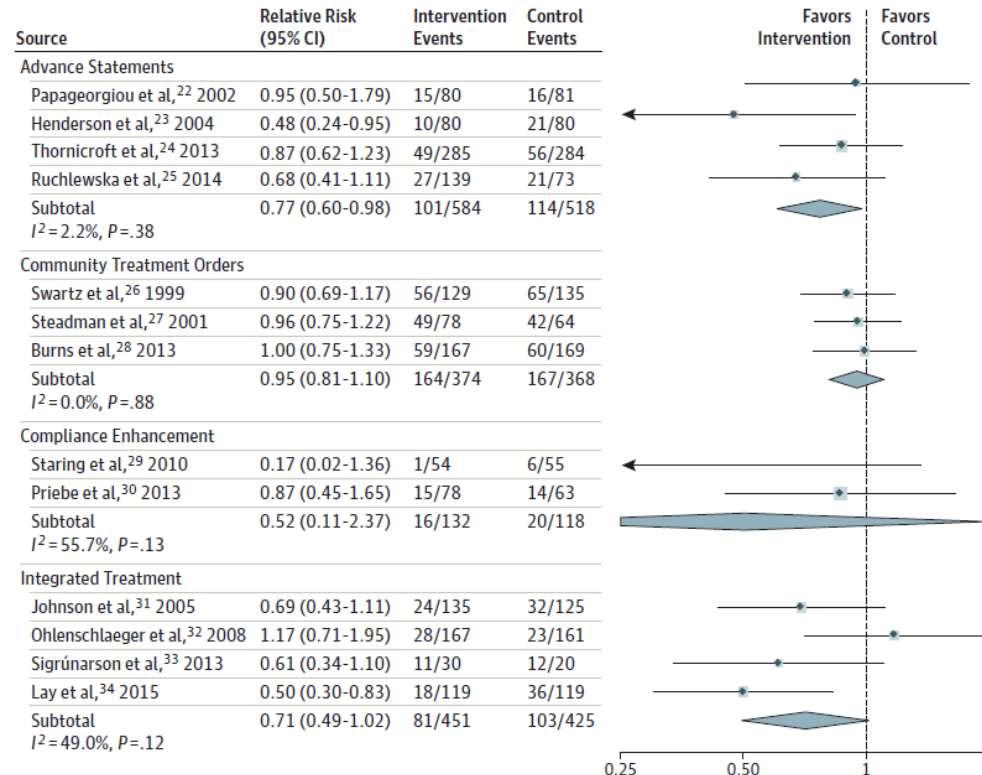 Source Relative Risk (95% CI) Intervention Events Control Events Favors Intervention Favors Control
Advance Statements
Papageorgiou et al,22 2002 0.95 (0.50-1.79) 15/80 16/81
Henderson et al,23 2004 0.48 (0.24-0.95) 10/80 21/80
Thornicroft et al,24 2013 0.87 (0.62-1.23) 49/285 56/284
Ruchlewska et al,25 2014 0.68 (0.41-1.11) 27/139 21/73
Subtotal 0.77 (0.60-0.98) 101/584 114/518
I2 = 2.2%, P = .38
Community Treatment Orders
Swartz et al,26 1999 0.90 (0.69-1.17) 56/129 65/135
Steadman et al,27 2001 0.96 (0.75-1.22) 49/78 42/64
Burns et al,28 2013 1.00 (0.75-1.33) 59/167 60/169
Subtotal 0.95 (0.81-1.10) 164/374 167/368
I2 = 0.0%, P = .88
Compliance Enhancement
Staring et al,29 2010 0.17 (0.02-1.36) 1/54 6/55
Priebe et al,30 2013 0.87 (0.45-1.65) 15/78 14/63
Subtotal 0.52 (0.11-2.37) 16/132 20/118
I2 = 55.7%, P = .13
Integrated Treatment
Johnson et al,31 2005 0.69 (0.43-1.11) 24/135 32/125
Ohlenschlaeger et al,32 2008 1.17 (0.71-1.95) 28/167 23/161
Sigrúnarson et al,33 2013 0.61 (0.34-1.10) 11/30 12/20
Lay et al,34 2015 0.50 (0.30-0.83) 18/119 36/119
Subtotal 0.71 (0.49-1.02) 81/451 103/425
I2 = 49.0%, P = .12
0.25 0.50 1